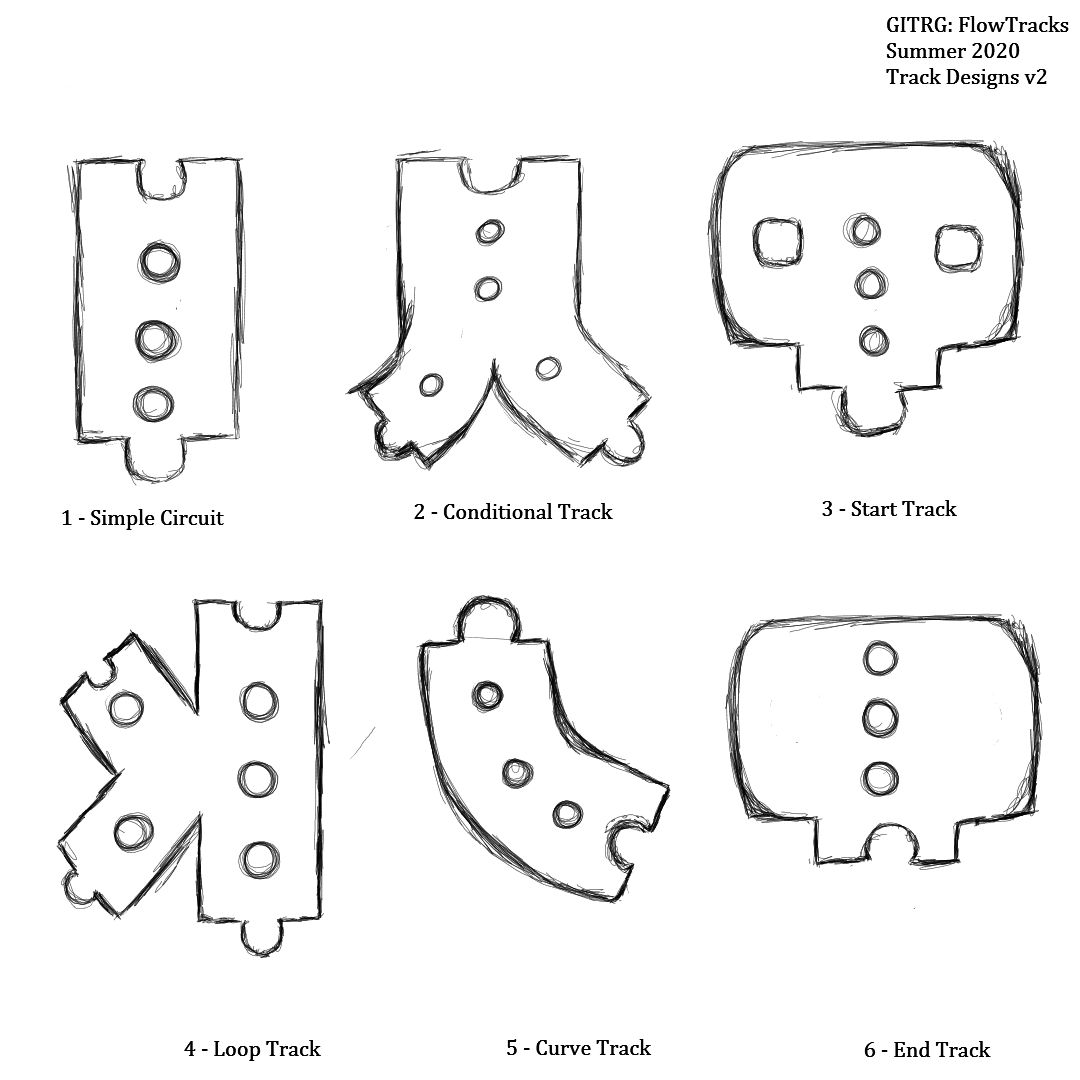 GITRG: FlowTracks
Summer 2020
Track Designs v2
1 - Simple Circuit
2 - Conditional Track
3 - Start Track
4 - Loop Track
5 - Curve Track
6 - End Track